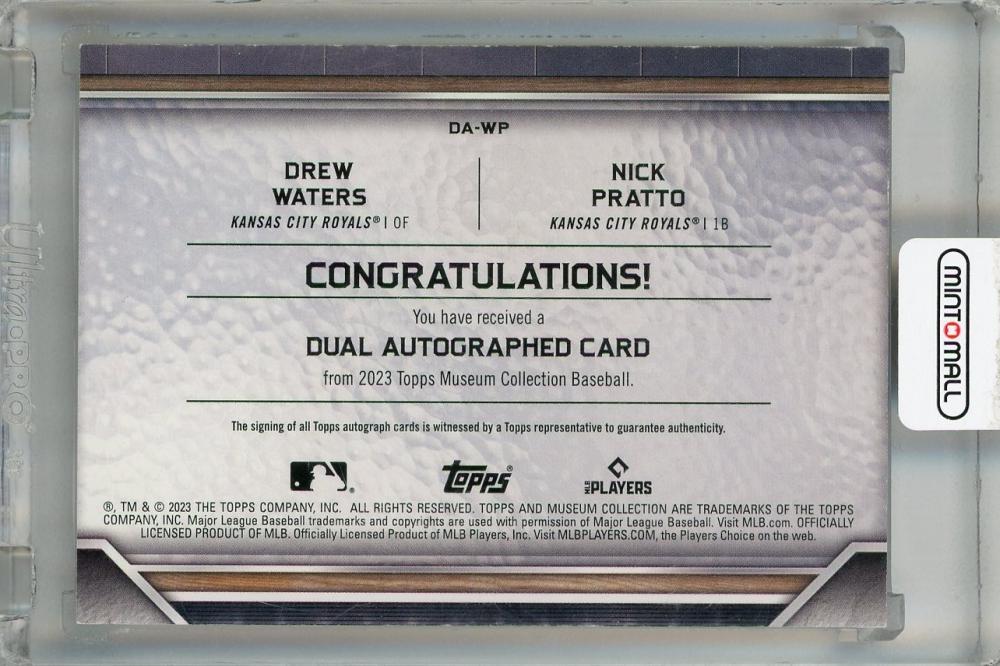 DA-WP
DREW
WATERS
KANSAS CITY ROYALS® | OF
NICK
PRATTO
KANSAS CITY ROYALS® | 1B
CONGRATULATIONS!
You have received a
DUAL AUTOGRAPHED CARD
from 2023 Topps Museum Collection Baseball.
The signing of all Topps autograph cards is witnessed by a Topps representative to guarantee authenticity.
topps®
MLB PLAYERS
®, TM & © 2023 THE TOPPS COMPANY, INC. ALL RIGHTS RESERVED. TOPPS AND MUSEUM COLLECTION ARE TRADEMARKS OF THE TOPPS
COMPANY, INC. Major League Baseball trademarks and copyrights are used with permission of Major League Baseball. Visit MLB.com. OFFICIALLY
LICENSED PRODUCT OF MLB. Officially Licensed Product of MLB Players, Inc. Visit MLBPLAYERS.COM, the Players Choice on the web.
UltraPRO®
MINTOMALL